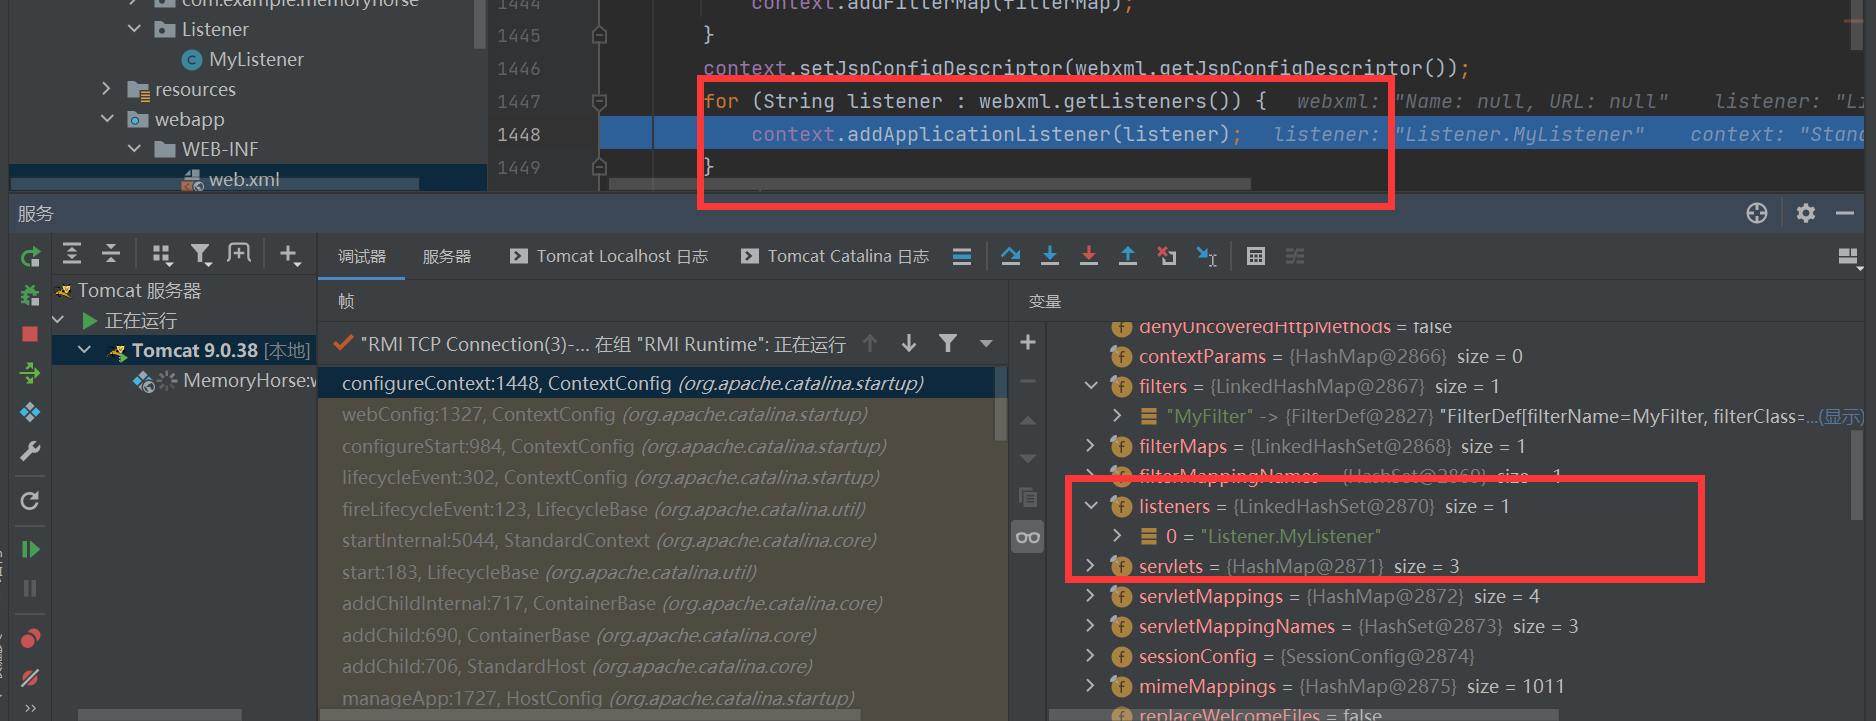 com.example.memoryhorse
Listener
MyListener
resources
webapp
WEB-INF
web.xml
1444 context.addFilterMap(filterMap);
1445 }
1446 context.setJspConfigDescriptor(webxml.getJspConfigDescriptor());
1447 for (String listener : webxml.getListeners()) { webxml: "Name: null, URL: null" listener: "Li
1448 context.addApplicationListener(listener); listener: "Listener.MyListener" context: "Stand
1449 }
服务
调试器 服务器 Tomcat Localhost 日志 Tomcat Catalina 日志
Tomcat 服务器
正在运行
Tomcat 9.0.38 [本地]
MemoryHorse:w
帧
"RMI TCP Connection(3)-... 在组 "RMI Runtime": 正在运行
configureContext:1448, ContextConfig (org.apache.catalina.startup)
webConfig:1327, ContextConfig (org.apache.catalina.startup)
configureStart:984, ContextConfig (org.apache.catalina.startup)
lifecycleEvent:302, ContextConfig (org.apache.catalina.startup)
fireLifecycleEvent:123, LifecycleBase (org.apache.catalina.util)
startInternal:5044, StandardContext (org.apache.catalina.core)
start:183, LifecycleBase (org.apache.catalina.util)
addChildInternal:717, ContainerBase (org.apache.catalina.core)
addChild:690, ContainerBase (org.apache.catalina.core)
addChild:706, StandardHost (org.apache.catalina.core)
manageApp:1727, HostConfig (org.apache.catalina.startup)
变量
denyUncoveredHttpMethods = false
contextParams = {HashMap@2866} size = 0
filters = {LinkedHashMap@2867} size = 1
"MyFilter" -> {FilterDef@2827} "FilterDef[filterName=MyFilter, filterClass=...(显示)
filterMaps = {LinkedHashSet@2868} size = 1
filterMappingNames = {HashSet@2869} size = 1
listeners = {LinkedHashSet@2870} size = 1
0 = "Listener.MyListener"
servlets = {HashMap@2871} size = 3
servletMappings = {HashMap@2872} size = 4
servletMappingNames = {HashSet@2873} size = 3
sessionConfig = {SessionConfig@2874}
mimeMappings = {HashMap@2875} size = 1011
replaceWelcomeFiles = false